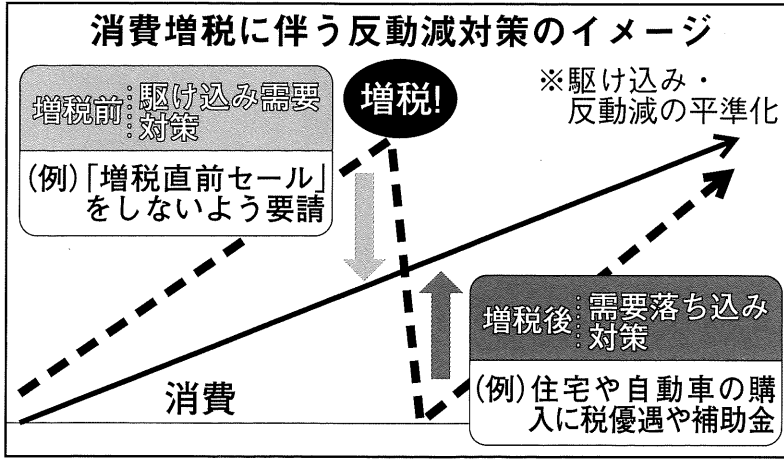 消費増税に伴う反動減対策のイメージ
増税前
駆け込み需要
対策
(例)「増税直前セール」
をしないよう要請
増税!
※駆け込み・
反動減の平準化
増税後
需要落ち込み
対策
(例)住宅や自動車の購
入に税優遇や補助金
消費